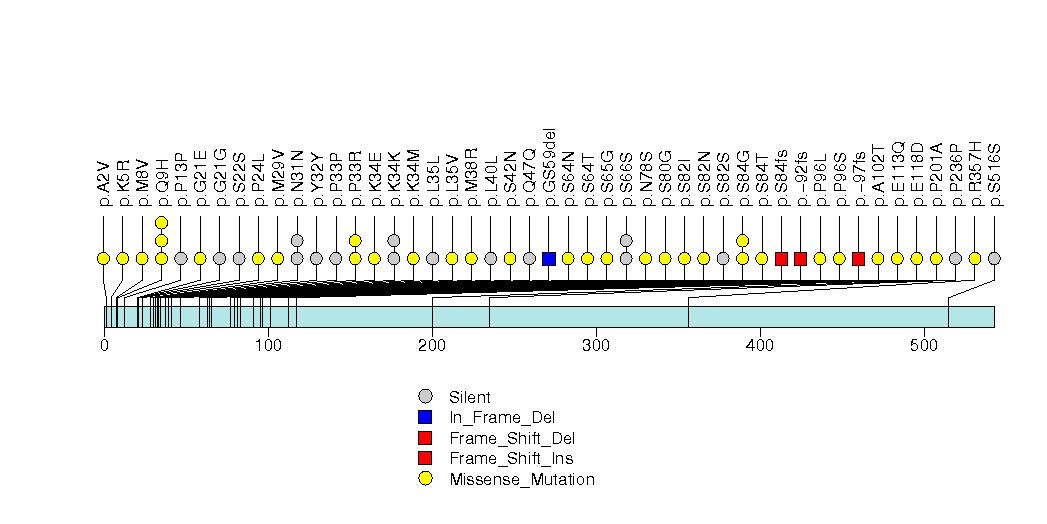 p.A2V
p.K5R
p.M8V
p.Q9H
p.P13P
p.G21E
p.G21G
p.S22S
p.P24L
p.M29V
p.N31N
p.Y32Y
p.P33P
p.P33R
p.K34E
p.K34K
p.K34M
p.L35L
p.L35V
p.M38R
p.L40L
p.S42N
p.Q47Q
p.GS59del
p.S64N
p.S64T
p.S65G
p.S66S
p.N78S
p.S80G
p.S82I
p.S82N
p.S82S
p.S84G
p.S84T
p.S84fs
p.-92fs
p.P96L
p.P96S
p.-97fs
p.A102T
p.E113Q
p.E118D
p.P201A
p.P236P
p.R357H
p.S516S
0 100 200 300 400 500
Silent
In_Frame_Del
Frame_Shift_Del
Frame_Shift_Ins
Missense_Mutation